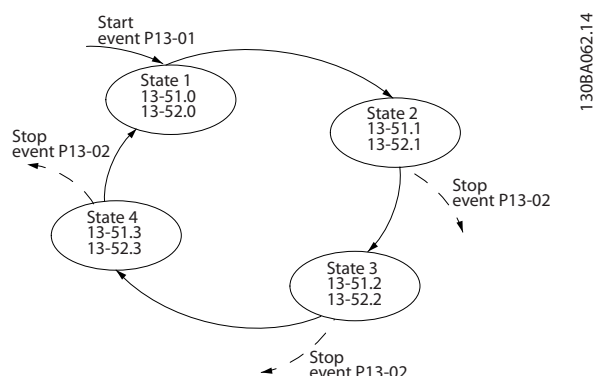 Start
event P13-01
State 1
13-51.0
13-52.0
State 2
13-51.1
13-52.1
Stop
event P13-02
State 3
13-51.2
13-52.2
Stop
event P13-02
State 4
13-51.3
13-52.3
Stop
event P13-02
130BA062.14